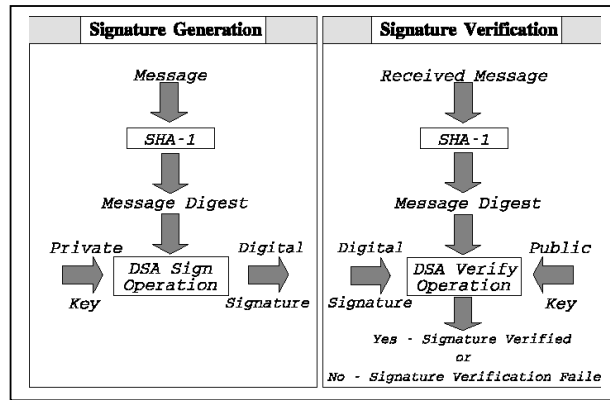 Signature Generation
Message
SHA-1
Message Digest
Private
Key
DSA Sign
Operation
Digital
Signature
Signature Verification
Received Message
SHA-1
Message Digest
Digital
Signature
DSA Verify
Operation
Public
Key
Yes - Signature Verified
or
No - Signature Verification Faile